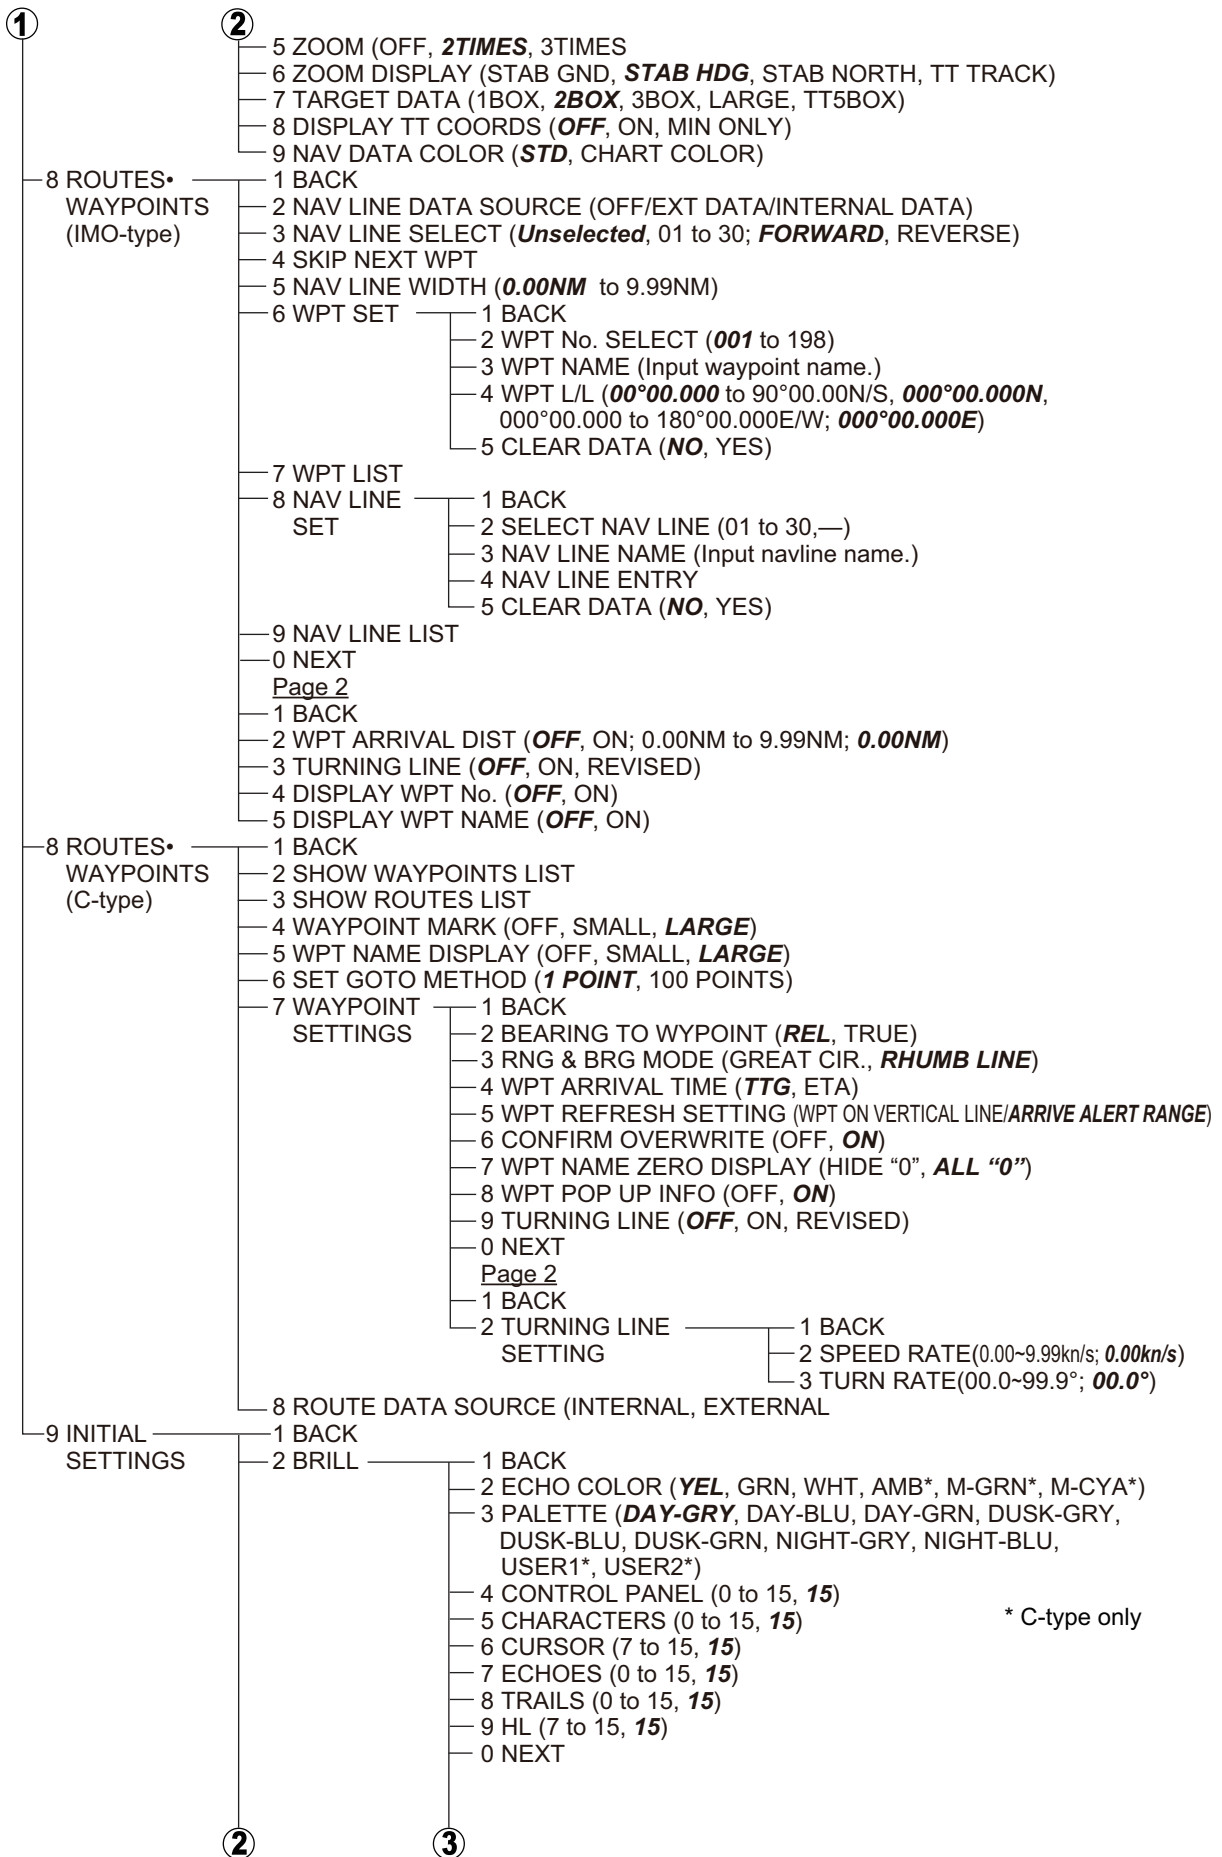 1 2
5 ZOOM (OFF, 2TIMES, 3TIMES
6 ZOOM DISPLAY (STAB GND, STAB HDG, STAB NORTH, TT TRACK)
7 TARGET DATA (1BOX, 2BOX, 3BOX, LARGE, TT5BOX)
8 DISPLAY TT COORDS (OFF, ON, MIN ONLY)
9 NAV DATA COLOR (STD, CHART COLOR)
8 ROUTES•
WAYPOINTS
(IMO-type)
1 BACK
2 NAV LINE DATA SOURCE (OFF/EXT DATA/INTERNAL DATA)
3 NAV LINE SELECT (Unselected, 01 to 30; FORWARD, REVERSE)
4 SKIP NEXT WPT
5 NAV LINE WIDTH (0.00NM to 9.99NM)
6 WPT SET
1 BACK
2 WPT No. SELECT (001 to 198)
3 WPT NAME (Input waypoint name.)
4 WPT L/L (00°00.000 to 90°00.00N/S, 000°00.000N,
000°00.000 to 180°00.000E/W; 000°00.000E)
5 CLEAR DATA (NO, YES)
7 WPT LIST
8 NAV LINE
SET
1 BACK
2 SELECT NAV LINE (01 to 30,—)
3 NAV LINE NAME (Input navline name.)
4 NAV LINE ENTRY
5 CLEAR DATA (NO, YES)
9 NAV LINE LIST
0 NEXT
Page 2
1 BACK
2 WPT ARRIVAL DIST (OFF, ON; 0.00NM to 9.99NM; 0.00NM)
3 TURNING LINE (OFF, ON, REVISED)
4 DISPLAY WPT No. (OFF, ON)
5 DISPLAY WPT NAME (OFF, ON)
8 ROUTES•
WAYPOINTS
(C-type)
1 BACK
2 SHOW WAYPOINTS LIST
3 SHOW ROUTES LIST
4 WAYPOINT MARK (OFF, SMALL, LARGE)
5 WPT NAME DISPLAY (OFF, SMALL, LARGE)
6 SET GOTO METHOD (1 POINT, 100 POINTS)
7 WAYPOINT
SETTINGS
1 BACK
2 BEARING TO WYPOINT (REL, TRUE)
3 RNG & BRG MODE (GREAT CIR., RHUMB LINE)
4 WPT ARRIVAL TIME (TTG, ETA)
5 WPT REFRESH SETTING (WPT ON VERTICAL LINE/ARRIVE ALERT RANGE)
6 CONFIRM OVERWRITE (OFF, ON)
7 WPT NAME ZERO DISPLAY (HIDE “0”, ALL “0”)
8 WPT POP UP INFO (OFF, ON)
9 TURNING LINE (OFF, ON, REVISED)
0 NEXT
Page 2
1 BACK
2 TURNING LINE
SETTING
1 BACK
2 SPEED RATE(0.00~9.99kn/s; 0.00kn/s)
3 TURN RATE(00.0~99.9°; 00.0°)
8 ROUTE DATA SOURCE (INTERNAL, EXTERNAL
9 INITIAL
SETTINGS
1 BACK
2 BRILL
1 BACK
2 ECHO COLOR (YEL, GRN, WHT, AMB*, M-GRN*, M-CYA*)
3 PALETTE (DAY-GRY, DAY-BLU, DAY-GRN, DUSK-GRY,
DUSK-BLU, DUSK-GRN, NIGHT-GRY, NIGHT-BLU,
USER1*, USER2*)
4 CONTROL PANEL (0 to 15, 15)
5 CHARACTERS (0 to 15, 15)
* C-type only
6 CURSOR (7 to 15, 15)
7 ECHOES (0 to 15, 15)
8 TRAILS (0 to 15, 15)
9 HL (7 to 15, 15)
0 NEXT
2 3